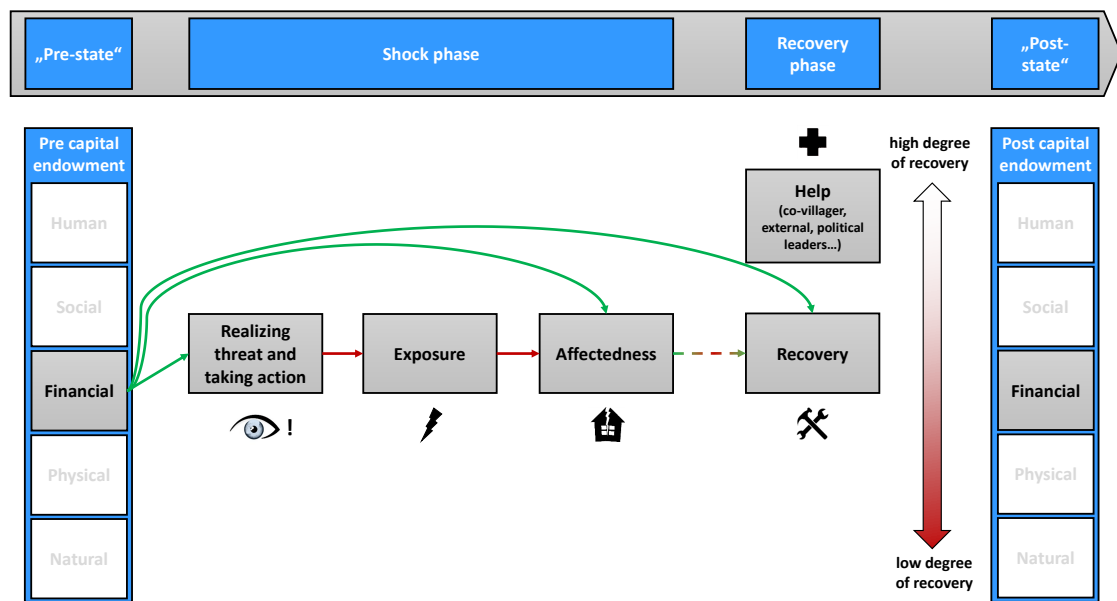 „Pre-state“
Shock phase
Recovery
phase
„Post-
state“
Pre capital
endowment
Human
Social
Financial
Physical
Natural
Realizing
threat and
taking action
!
Exposure
Affectedness
Help
(co-villager,
external, political
leaders…)
Recovery
high degree
of recovery
low degree
of recovery
Post capital
endowment
Human
Social
Financial
Physical
Natural